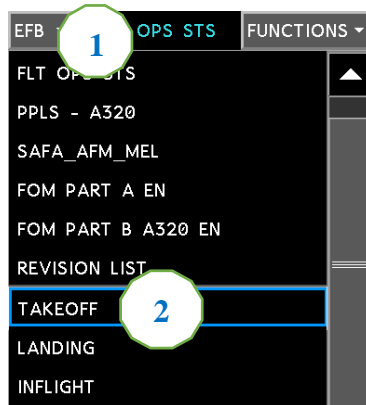 EFB OPS STS FUNCTIONS
1
FLT OPS STS
PPLS - A320
SAFA_AFM_MEL
FOM PART A EN
FOM PART B A320 EN
REVISION LIST
TAKEOFF 2
LANDING
INFLIGHT